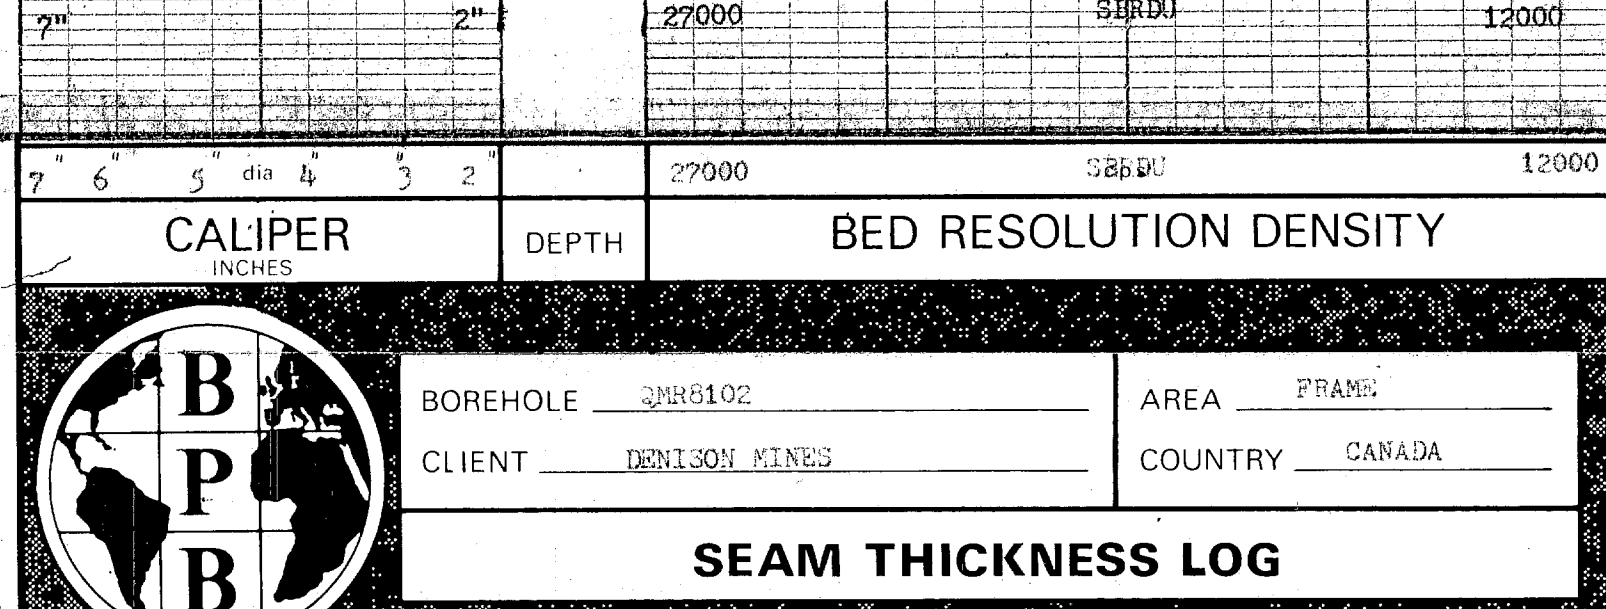 7" 2" 27000 SBRDU 12000
7" 6" 5" dia 4" 3" 2" 27000 12000
CALIPER DEPTH BED RESOLUTION DENSITY
INCHES
B
P
B
BOREHOLE QMR8102 AREA FRAME
CLIENT DENISON MINES COUNTRY CANADA
SEAM THICKNESS LOG